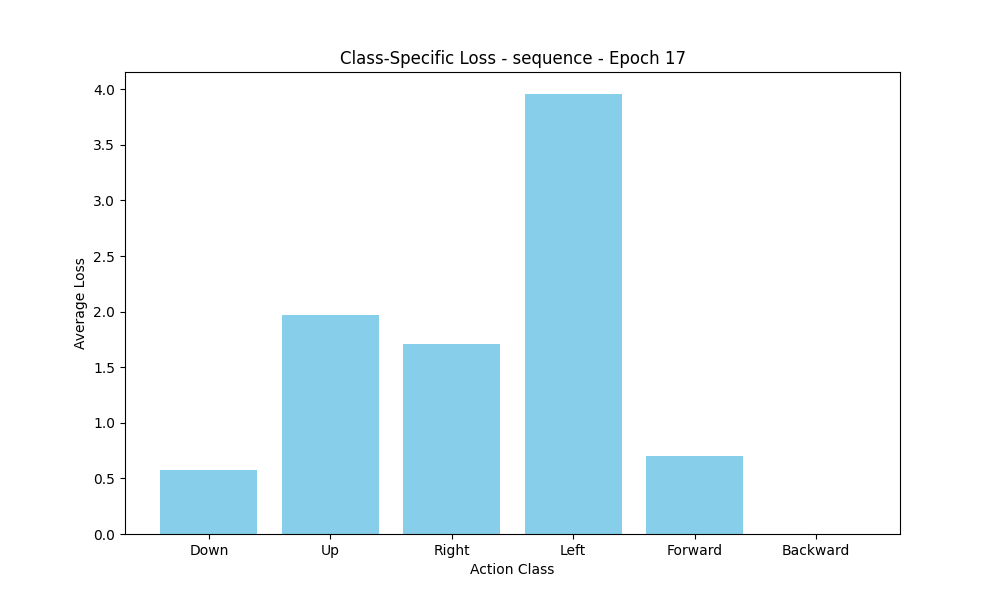 Class-Specific Loss - sequence - Epoch 17
Average Loss
4.0
3.5
3.0
2.5
2.0
1.5
1.0
0.5
0.0
Down Up Right Left Forward Backward
Action Class